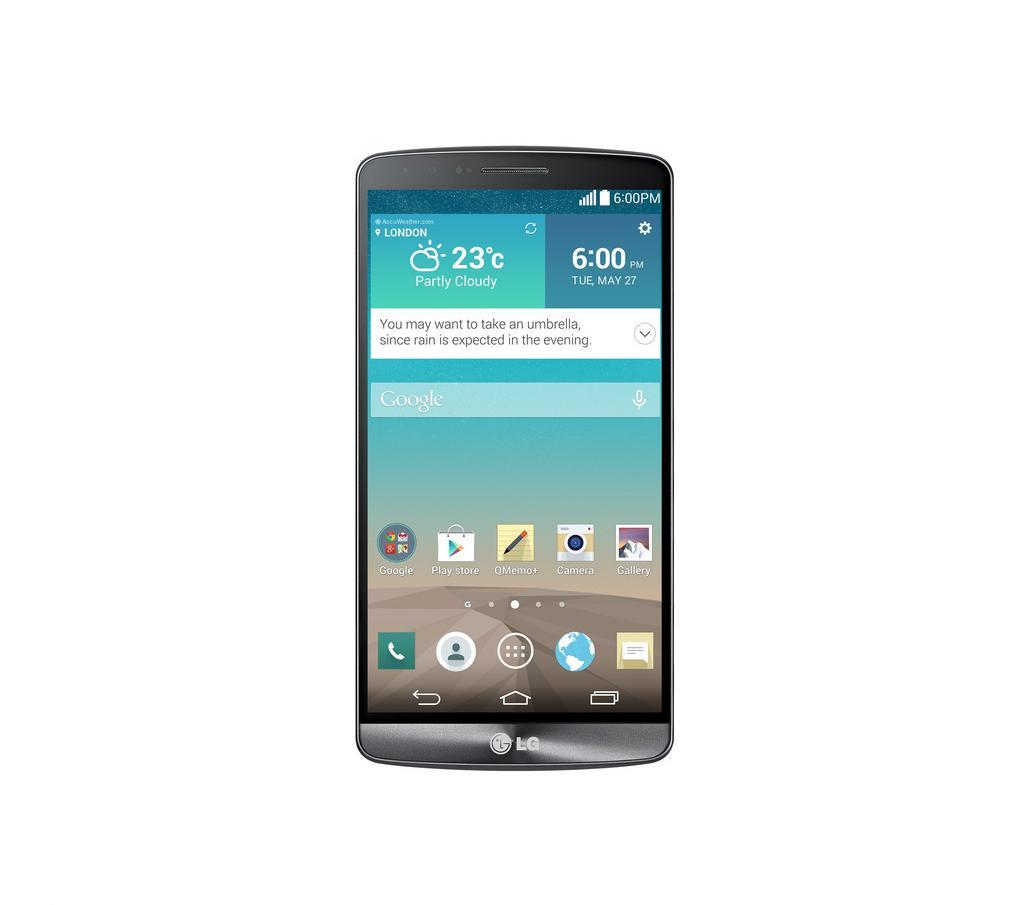 6:00PM
AccuWeather.com
LONDON
23°c
Partly Cloudy
6:00 PM
TUE, MAY 27
You may want to take an umbrella,
since rain is expected in the evening.
Google
Google
Play store
QMemo+
Camera
Gallery
G
LG